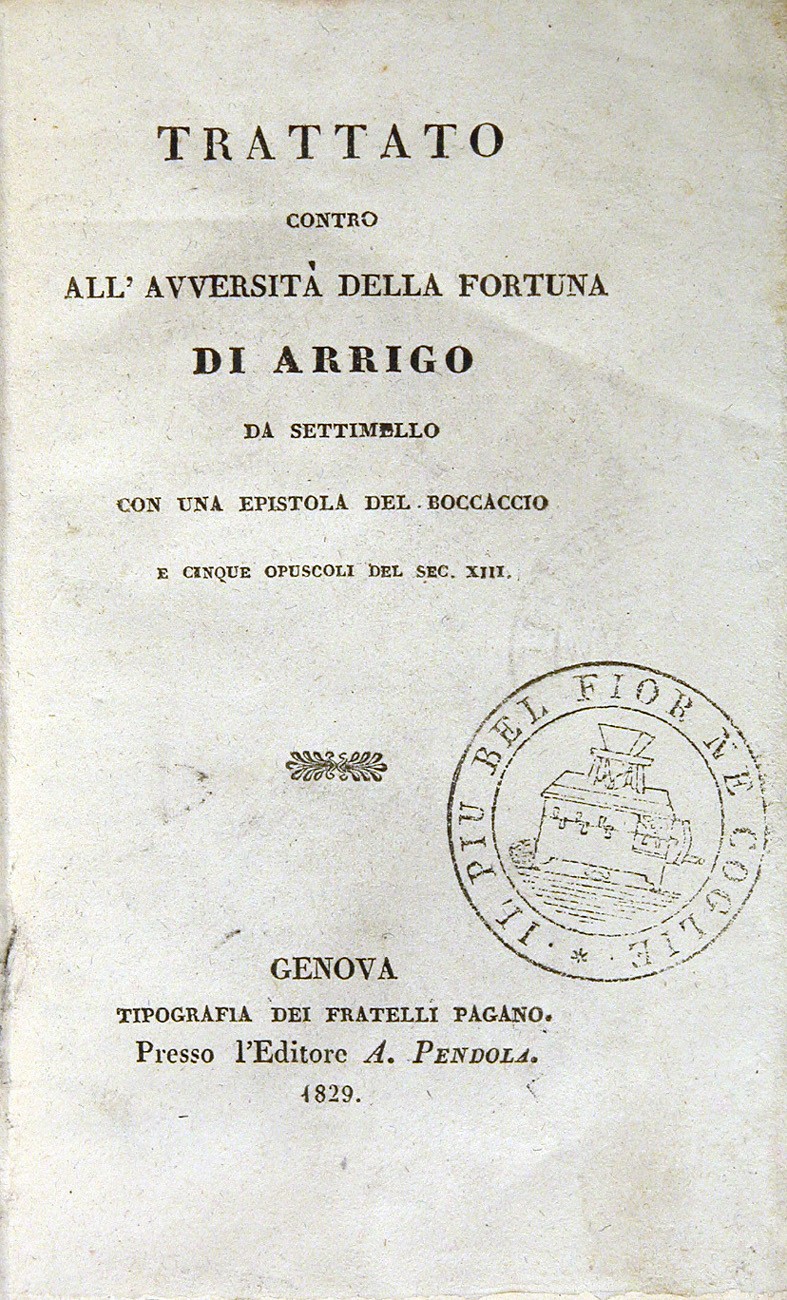 TRATTATO
CONTRO
ALL' AVVERSITÀ DELLA FORTUNA
DI ARRIGO
DA SETTIMELLO
CON UNA EPISTOLA DEL BOCCACCIO
E CINQUE OPUSCOLI DEL SEC. XIII.
IL PIU BEL FIOR NE COGLIE
GENOVA
TIPOGRAFIA DEI FRATELLI PAGANO.
Presso l'Editore A. PENDOLA.
1829.